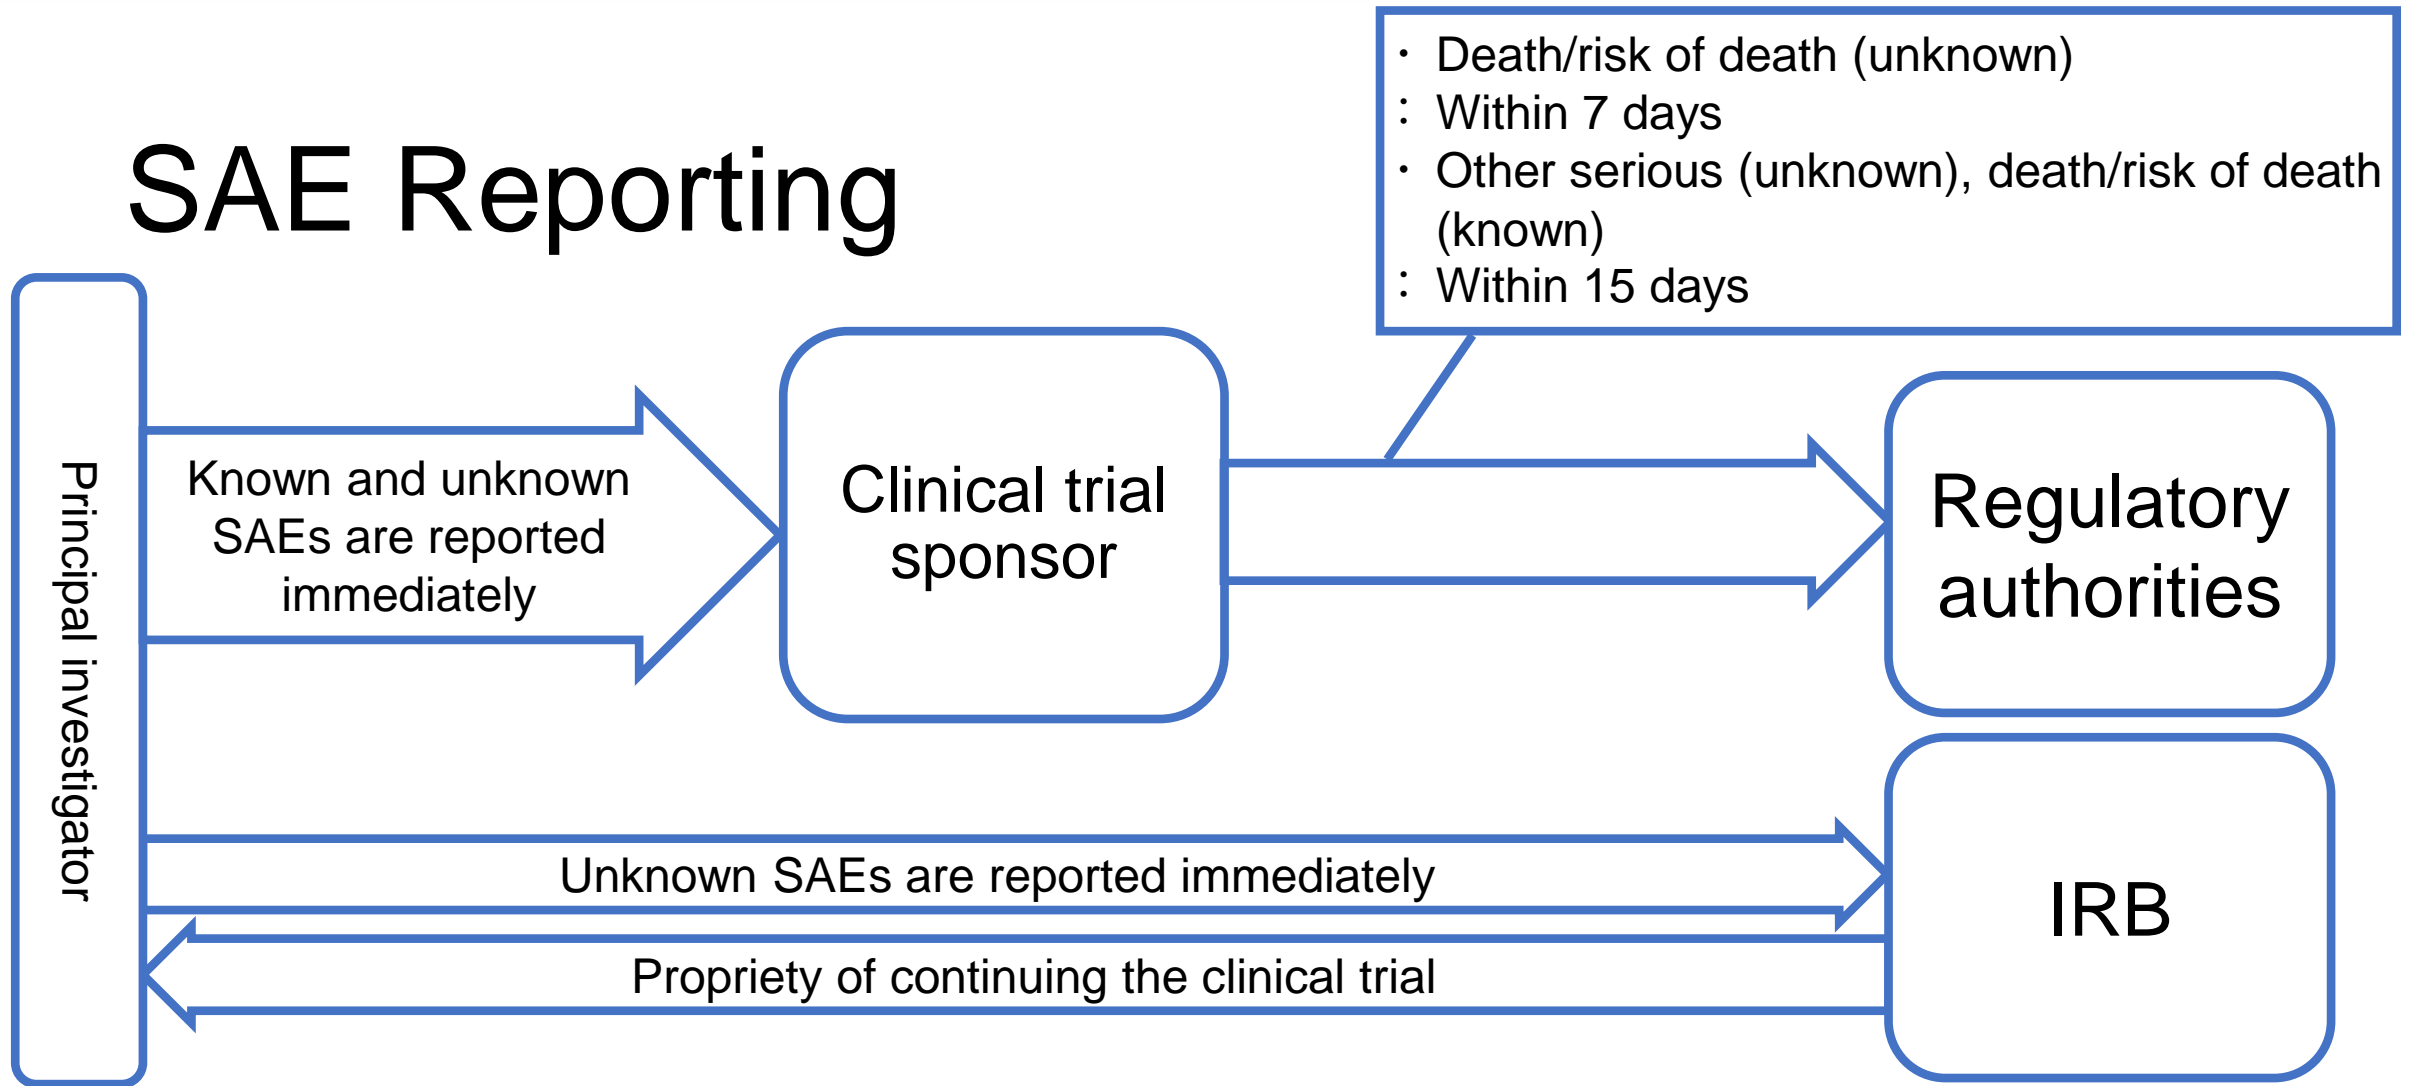 SAE Reporting
・ Death/risk of death (unknown)
： Within 7 days
・ Other serious (unknown), death/risk of death
(known)
： Within 15 days
Principal investigator
Known and unknown
SAEs are reported
immediately
Clinical trial
sponsor
Regulatory
authorities
Unknown SAEs are reported immediately
Propriety of continuing the clinical trial
IRB